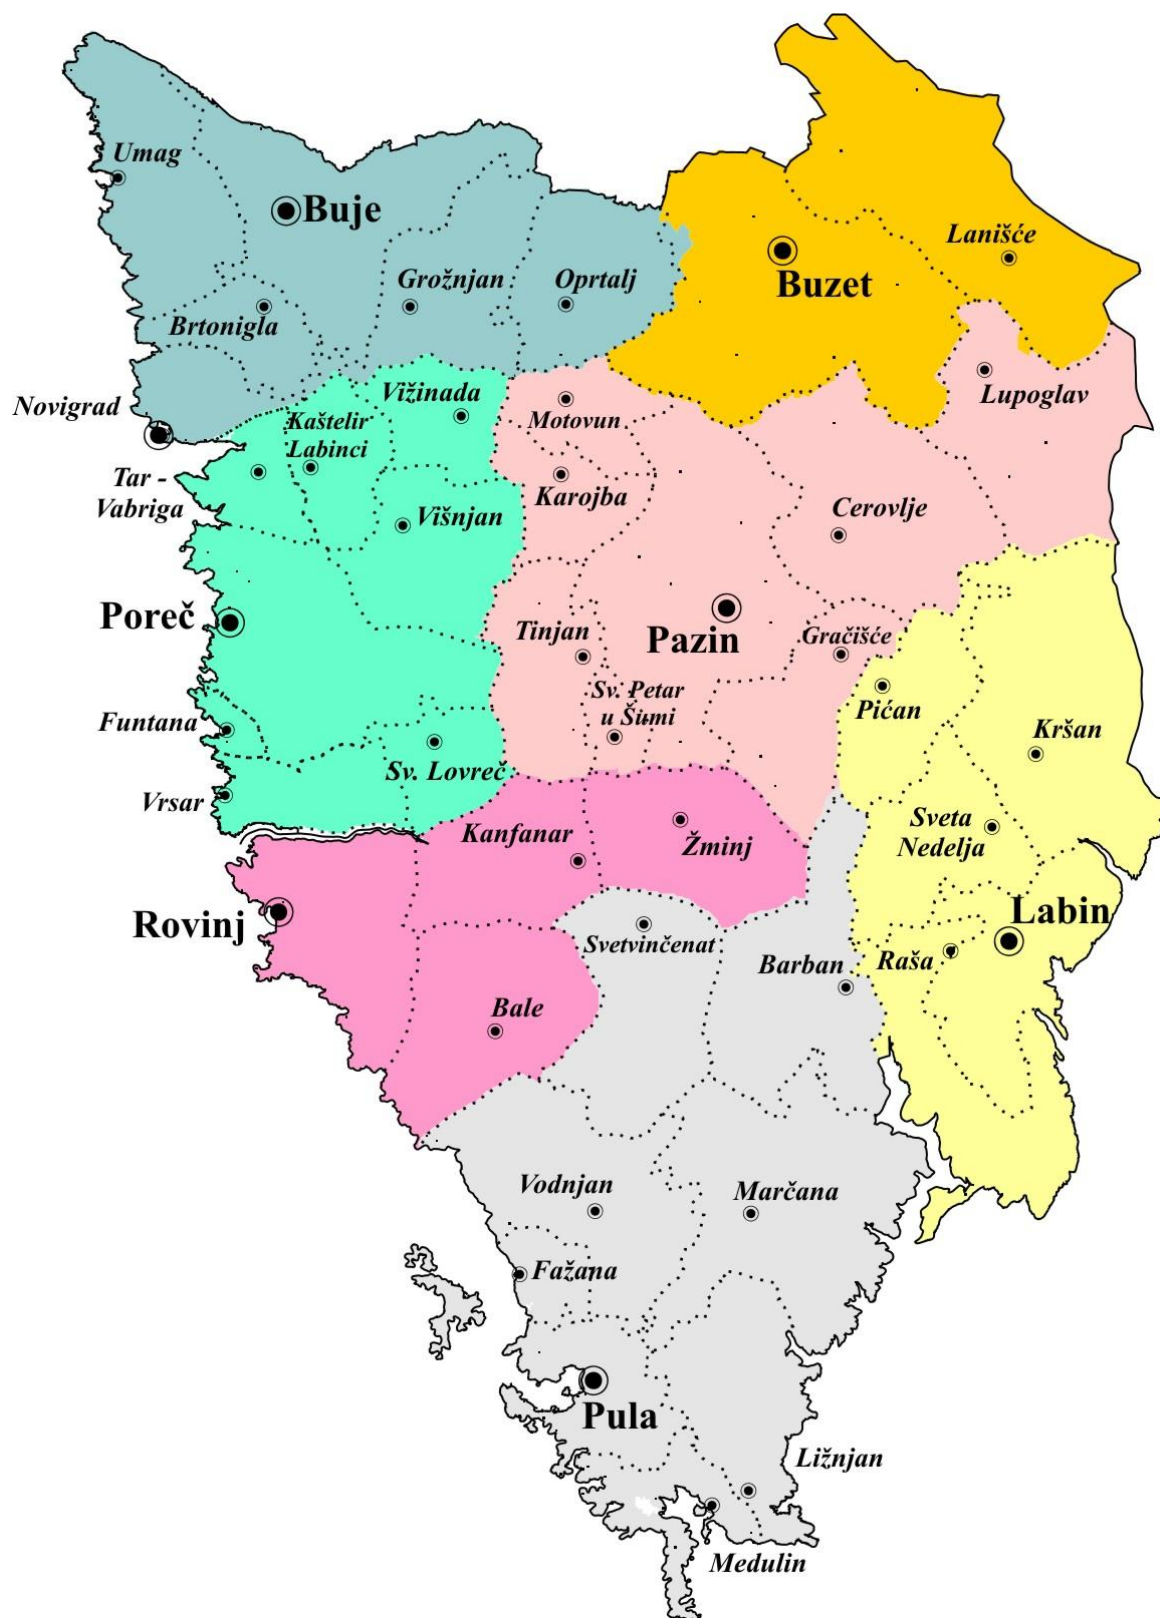 Umag
Buje
Lanišće
Buzet
Grožnjan
Oprtalj
Brtonigla
Lupoglav
Novigrad
Vižinada
Motovun
Kaštelir
Labinci
Tar -
Vabriga
Karojba
Višnjan
Cerovlje
Poreč
Tinjan
Pazin
Gračišće
Sv. Petar
u Šumi
Pićan
Funtana
Kršan
Sv. Lovreč
Vrsar
Kanfanar
Žminj
Sveta
Nedelja
Rovinj
Labin
Svetvinčenat
Barban
Raša
Bale
Vodnjan
Marčana
Fažana
Pula
Ližnjan
Medulin